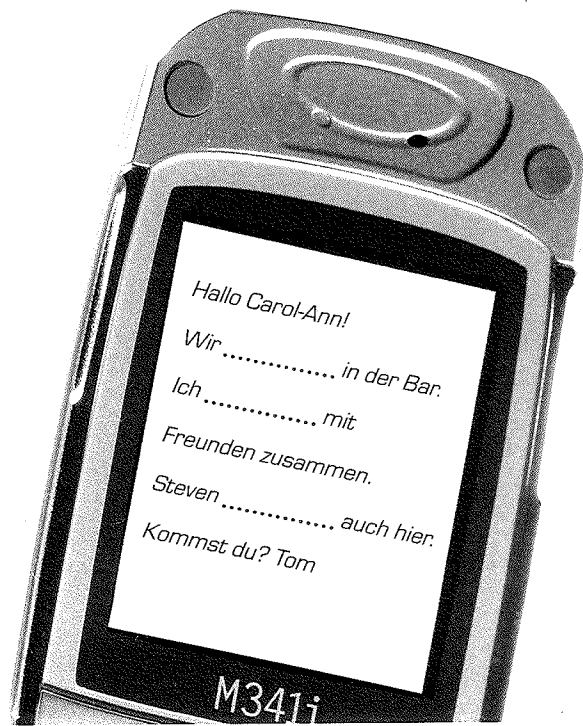 Hallo Carol-Ann!
Wir .............. in der Bar.
Ich .............. mit
Freunden zusammen.
Steven .............. auch hier.
Kommst du? Tom
M341i